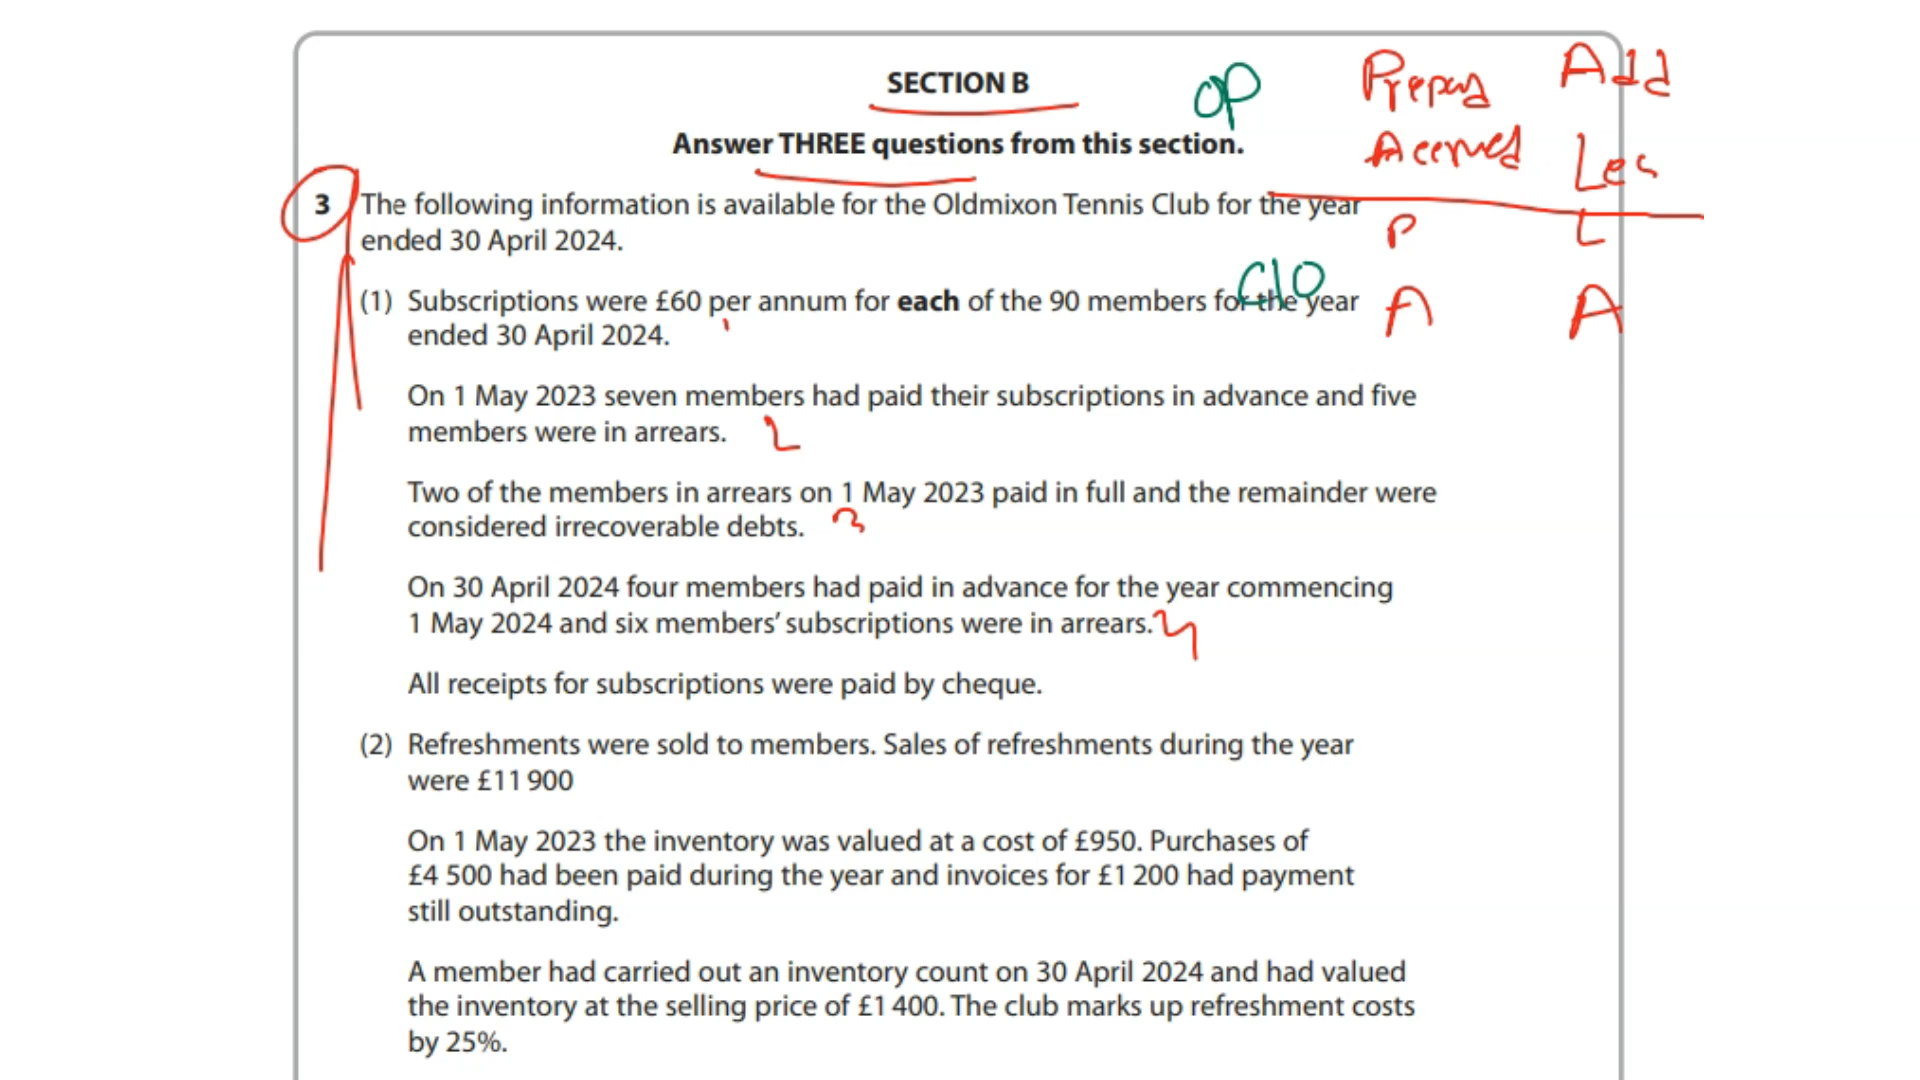 SECTION B
OP
Prepaid Add
Answer THREE questions from this section.
Accrued Les
3 The following information is available for the Oldmixon Tennis Club for the year
P L
ended 30 April 2024.
C/O
(1) Subscriptions were £60 per annum for each of the 90 members for the year
A A
1
ended 30 April 2024.
On 1 May 2023 seven members had paid their subscriptions in advance and five
members were in arrears. 2
Two of the members in arrears on 1 May 2023 paid in full and the remainder were
considered irrecoverable debts. 3
On 30 April 2024 four members had paid in advance for the year commencing
1 May 2024 and six members’ subscriptions were in arrears. 4
All receipts for subscriptions were paid by cheque.
(2) Refreshments were sold to members. Sales of refreshments during the year
were £11 900
On 1 May 2023 the inventory was valued at a cost of £950. Purchases of
£4 500 had been paid during the year and invoices for £1 200 had payment
still outstanding.
A member had carried out an inventory count on 30 April 2024 and had valued
the inventory at the selling price of £1 400. The club marks up refreshment costs
by 25%.